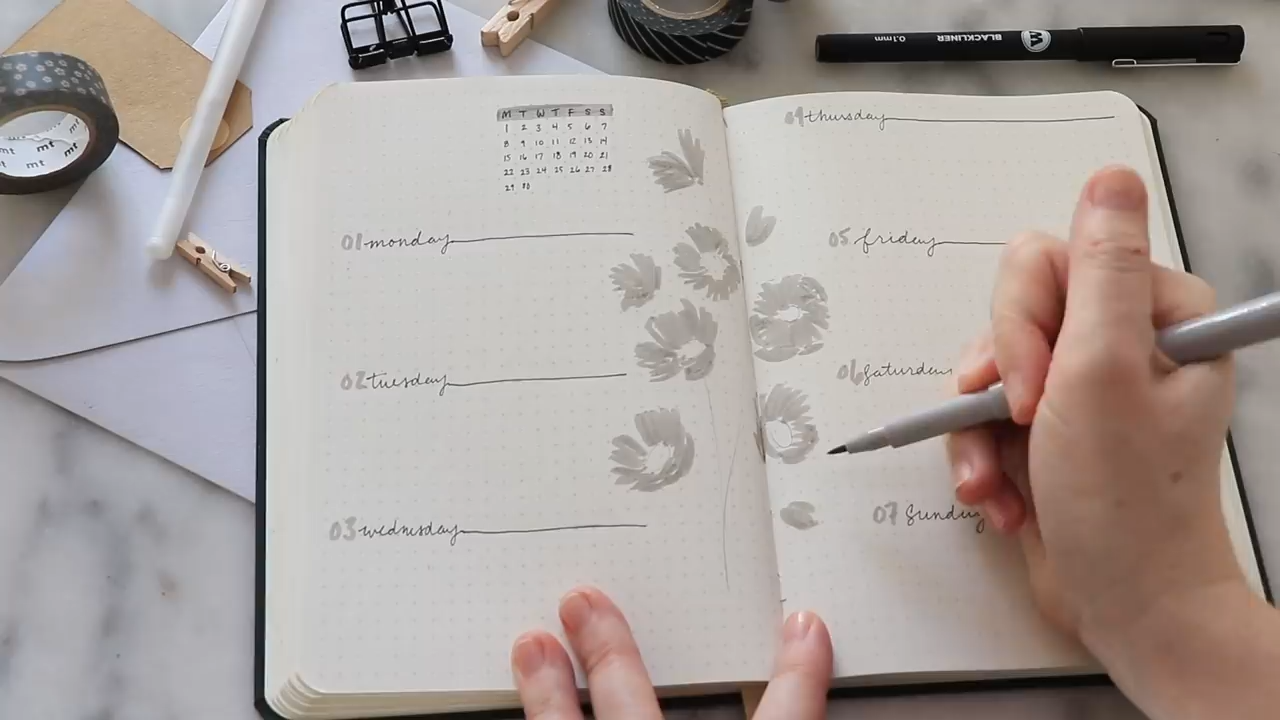 M T W T F S S
1 2 3 4 5 6 7
8 9 10 11 12 13 14
15 16 17 18 19 20 21
22 23 24 25 26 27 28
29 30
01 monday
02 tuesday
03 wednesday
04 thursday
05 friday
06 Saturday
07 Sunday
BLACKLINER 0.1mm
mt mt mt